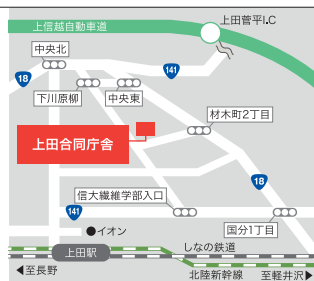 上信越自動車道
上田菅平I.C
中央北
141
18
下川原柳
中央東
材木町2丁目
上田合同庁舎
18
信大繊維学部入口
141
国分1丁目
●イオン
しなの鉄道
上田駅
◀至長野
北陸新幹線
至軽井沢▶